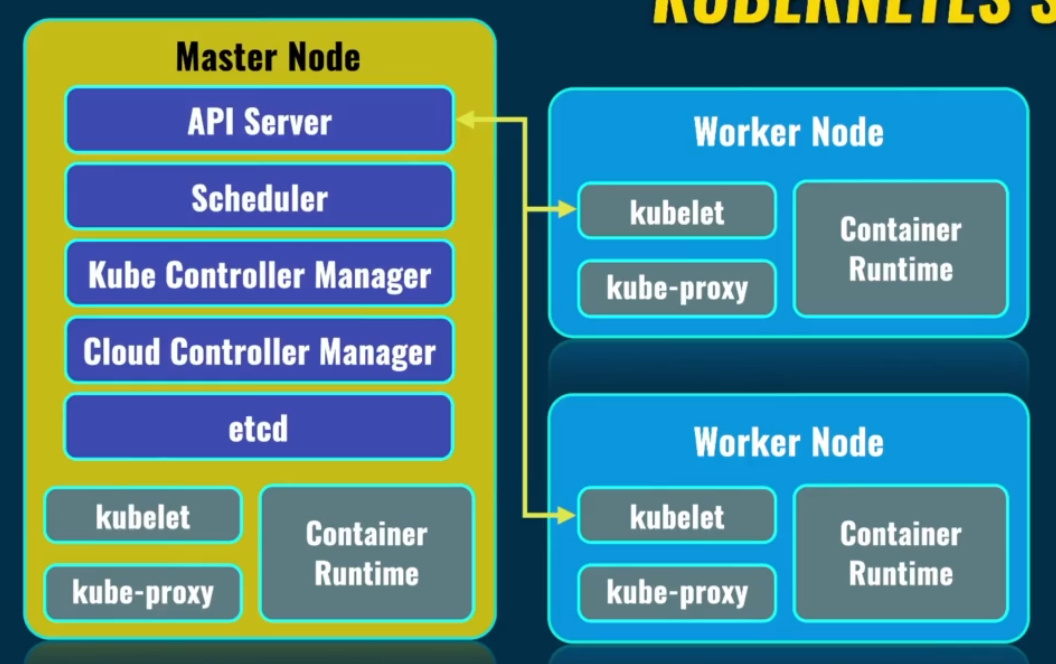 KUBERNETES
Master Node
API Server
Scheduler
Kube Controller Manager
Cloud Controller Manager
etcd
kubelet
kube-proxy
Container
Runtime
Worker Node
kubelet
kube-proxy
Container
Runtime
Worker Node
kubelet
kube-proxy
Container
Runtime